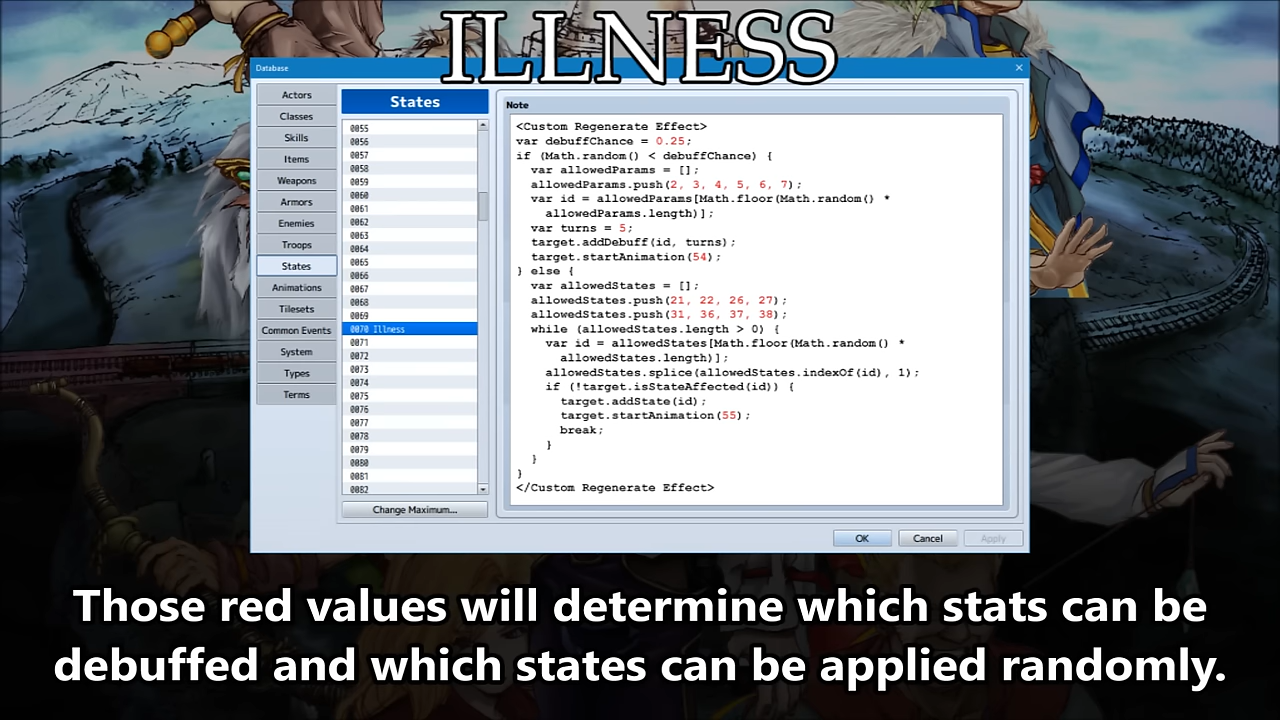 ILLNESS
Database
Actors
Classes
Skills
Items
Weapons
Armors
Enemies
Troops
States
Animations
Tilesets
Common Events
System
Types
Terms
States
0055
0056
0057
0058
0059
0060
0061
0062
0063
0064
0065
0066
0067
0068
0069
0070 Illness
0071
0072
0073
0074
0075
0076
0077
0078
0079
0080
0081
0082
Change Maximum...
Note
<Custom Regenerate Effect>
var debuffChance = 0.25;
if (Math.random() < debuffChance) {
  var allowedParams = [];
  allowedParams.push(2, 3, 4, 5, 6, 7);
  var id = allowedParams[Math.floor(Math.random() *
    allowedParams.length)];
  var turns = 5;
  target.addDebuff(id, turns);
  target.startAnimation(54);
} else {
  var allowedStates = [];
  allowedStates.push(21, 22, 26, 27);
  allowedStates.push(31, 36, 37, 38);
  while (allowedStates.length > 0) {
    var id = allowedStates[Math.floor(Math.random() *
      allowedStates.length)];
    allowedStates.splice(allowedStates.indexOf(id), 1);
    if (!target.isStateAffected(id)) {
      target.addState(id);
      target.startAnimation(55);
      break;
    }
  }
}
</Custom Regenerate Effect>
OK
Cancel
Apply
Those red values will determine which stats can be
debuffed and which states can be applied randomly.